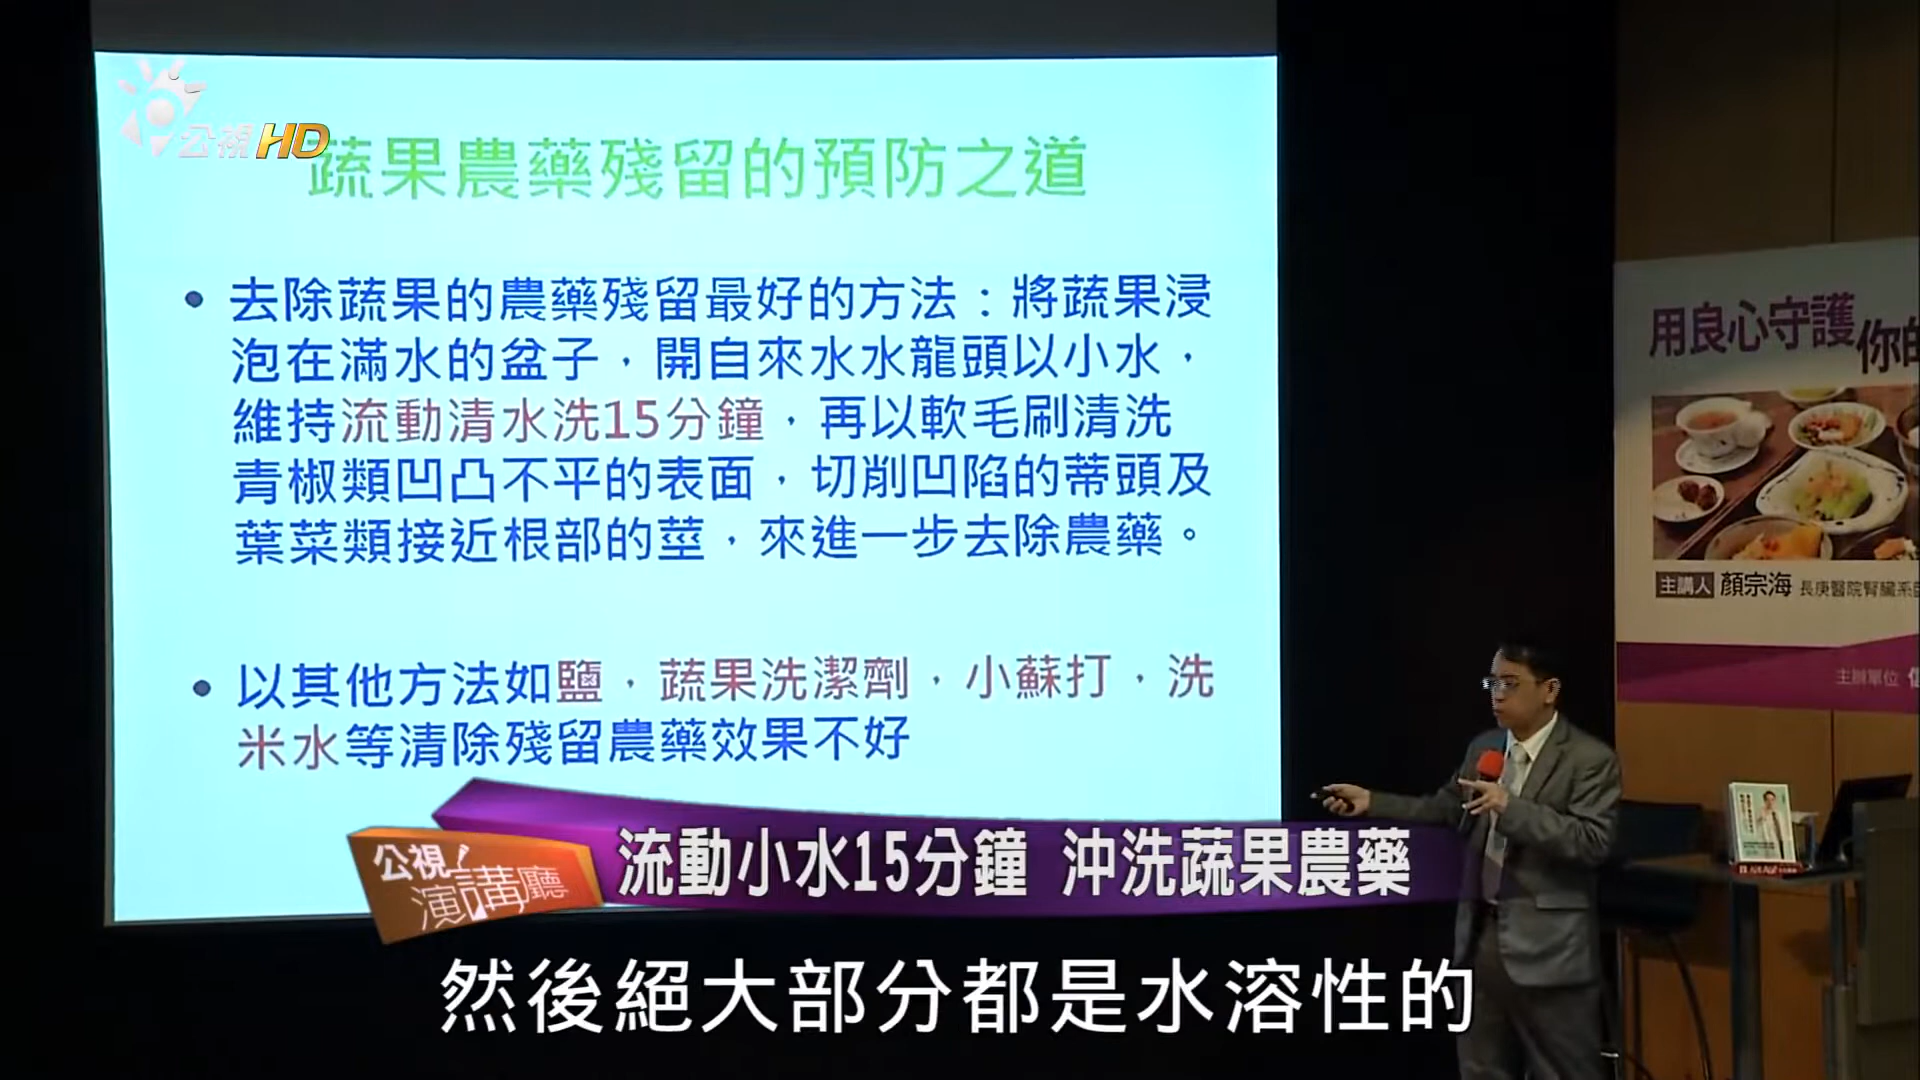 公視HD
蔬果農藥殘留的預防之道
• 去除蔬果的農藥殘留最好的方法：將蔬果浸
泡在滿水的盆子，開自來水水龍頭以小水，
維持流動清水洗15分鐘，再以軟毛刷清洗
青椒類凹凸不平的表面，切削凹陷的蒂頭及
葉菜類接近根部的莖，來進一步去除農藥。
• 以其他方法如鹽，蔬果洗潔劑，小蘇打，洗
米水等清除殘留農藥效果不好
用良心守護你的
主講人 顏宗海 長庚醫院腎臟系
主辦單位
公視
演講廳
流動小水15分鐘 沖洗蔬果農藥
然後絕大部分都是水溶性的